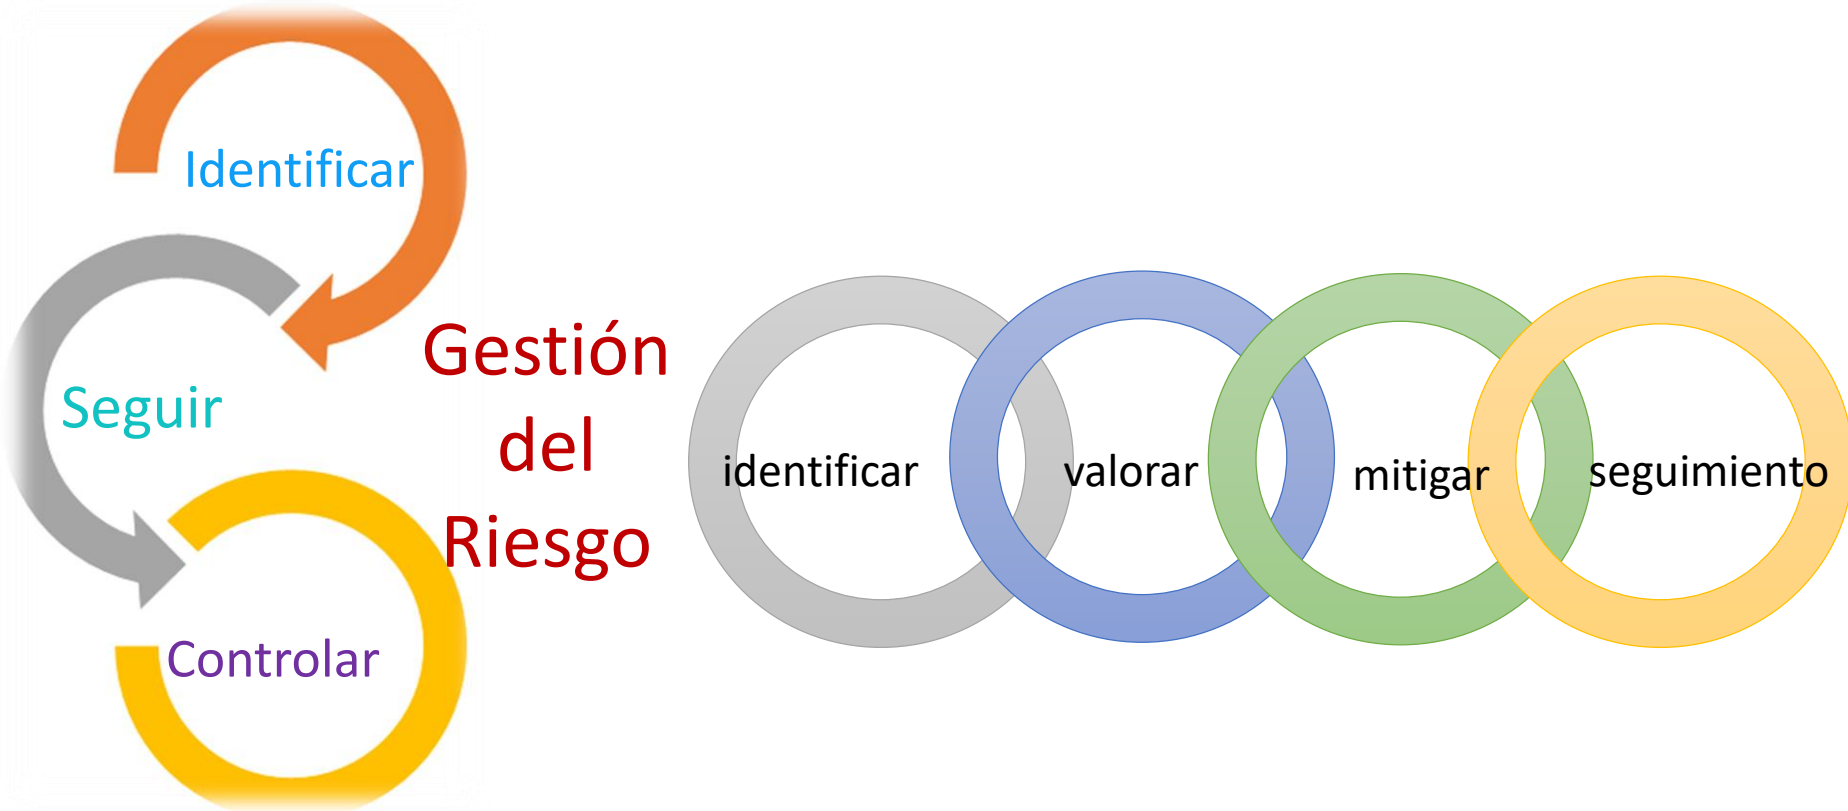 Identificar
Seguir
Controlar
Gestión
del
Riesgo
identificar
valorar
mitigar
seguimiento